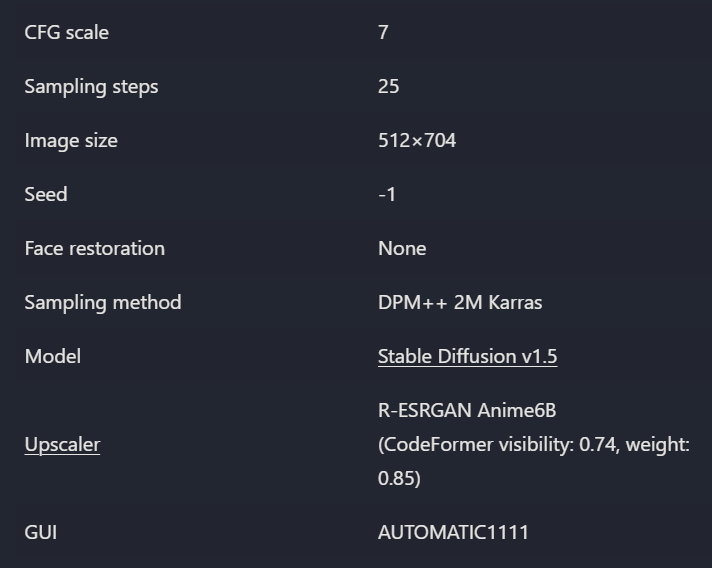 CFG scale 7
Sampling steps 25
Image size 512×704
Seed -1
Face restoration None
Sampling method DPM++ 2M Karras
Model Stable Diffusion v1.5
Upscaler R-ESRGAN Anime6B
(CodeFormer visibility: 0.74, weight:
0.85)
GUI AUTOMATIC1111